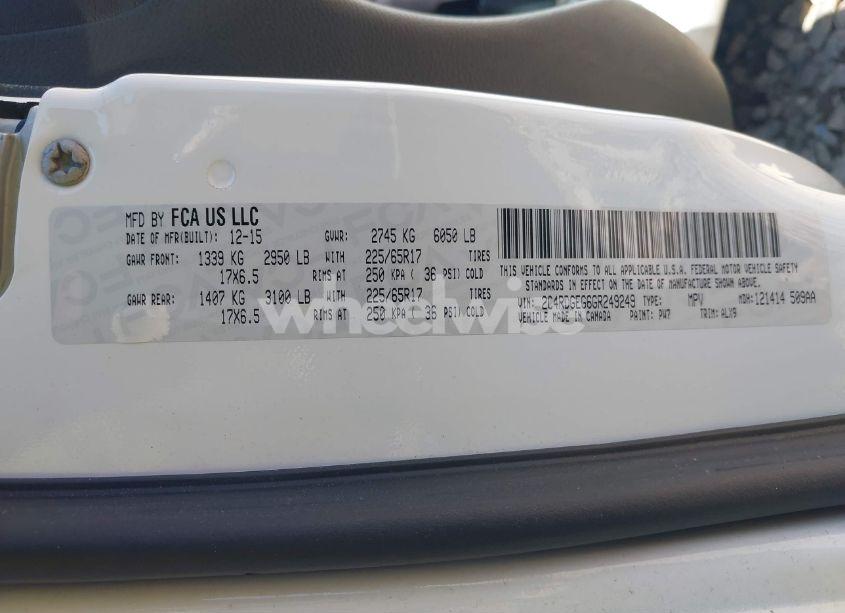 MFD BY FCA US LLC
DATE OF MFR(BUILT): 12-15 GVWR: 2745 KG 6050 LB
GAWR FRONT: 1339 KG 2950 LB WITH 225/65R17 TIRES
17X6.5 RIMS AT 250 KPA ( 36 PSI) COLD
GAWR REAR: 1407 KG 3100 LB WITH 225/65R17 TIRES
17X6.5 RIMS AT 250 KPA ( 36 PSI) COLD
THIS VEHICLE CONFORMS TO ALL APPLICABLE U.S.A. FEDERAL MOTOR VEHICLE SAFETY
STANDARDS IN EFFECT ON THE DATE OF MANUFACTURE SHOWN ABOVE.
VIN: 2C4RDGEG6GR249249 TYPE: MPV MDH: 121414 509AA
VEHICLE MADE IN CANADA PAINT: PW7 TRIM: ALX9
wheelwise